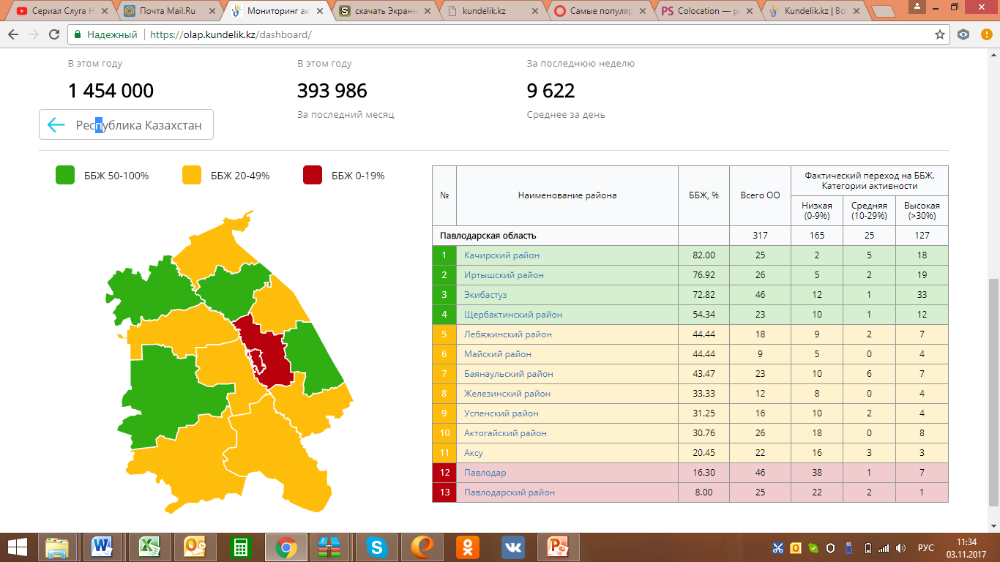 Сериал Слуга Н
Почта Mail.Ru
Мониторинг ак
скачать Экранн
kundelik.kz
Самые популяр
Colocation — р
Kundelik.kz | Во
Надежный
https://olap.kundelik.kz/dashboard/
В этом году
В этом году
За последнюю неделю
1 454 000
393 986
9 622
За последний месяц
Среднее за день
Республика Казахстан
ББЖ 50-100%
ББЖ 20-49%
ББЖ 0-19%
№ Наименование района ББЖ, % Всего ОО Фактический переход на ББЖ.
Категории активности
Низкая Средняя Высокая
(0-9%) (10-29%) (>30%)
Павлодарская область 317 165 25 127
1 Качирский район 82.00 25 2 5 18
2 Иртышский район 76.92 26 5 2 19
3 Экибастуз 72.82 46 12 1 33
4 Щербактинский район 54.34 23 10 1 12
5 Лебяжинский район 44.44 18 9 2 7
6 Майский район 44.44 9 5 0 4
7 Баянаульский район 43.47 23 10 6 7
8 Железинский район 33.33 12 8 0 4
9 Успенский район 31.25 16 10 2 4
10 Актогайский район 30.76 26 18 0 8
11 Аксу 20.45 22 16 3 3
12 Павлодар 16.30 46 38 1 7
13 Павлодарский район 8.00 25 22 2 1
РУС
11:34
03.11.2017